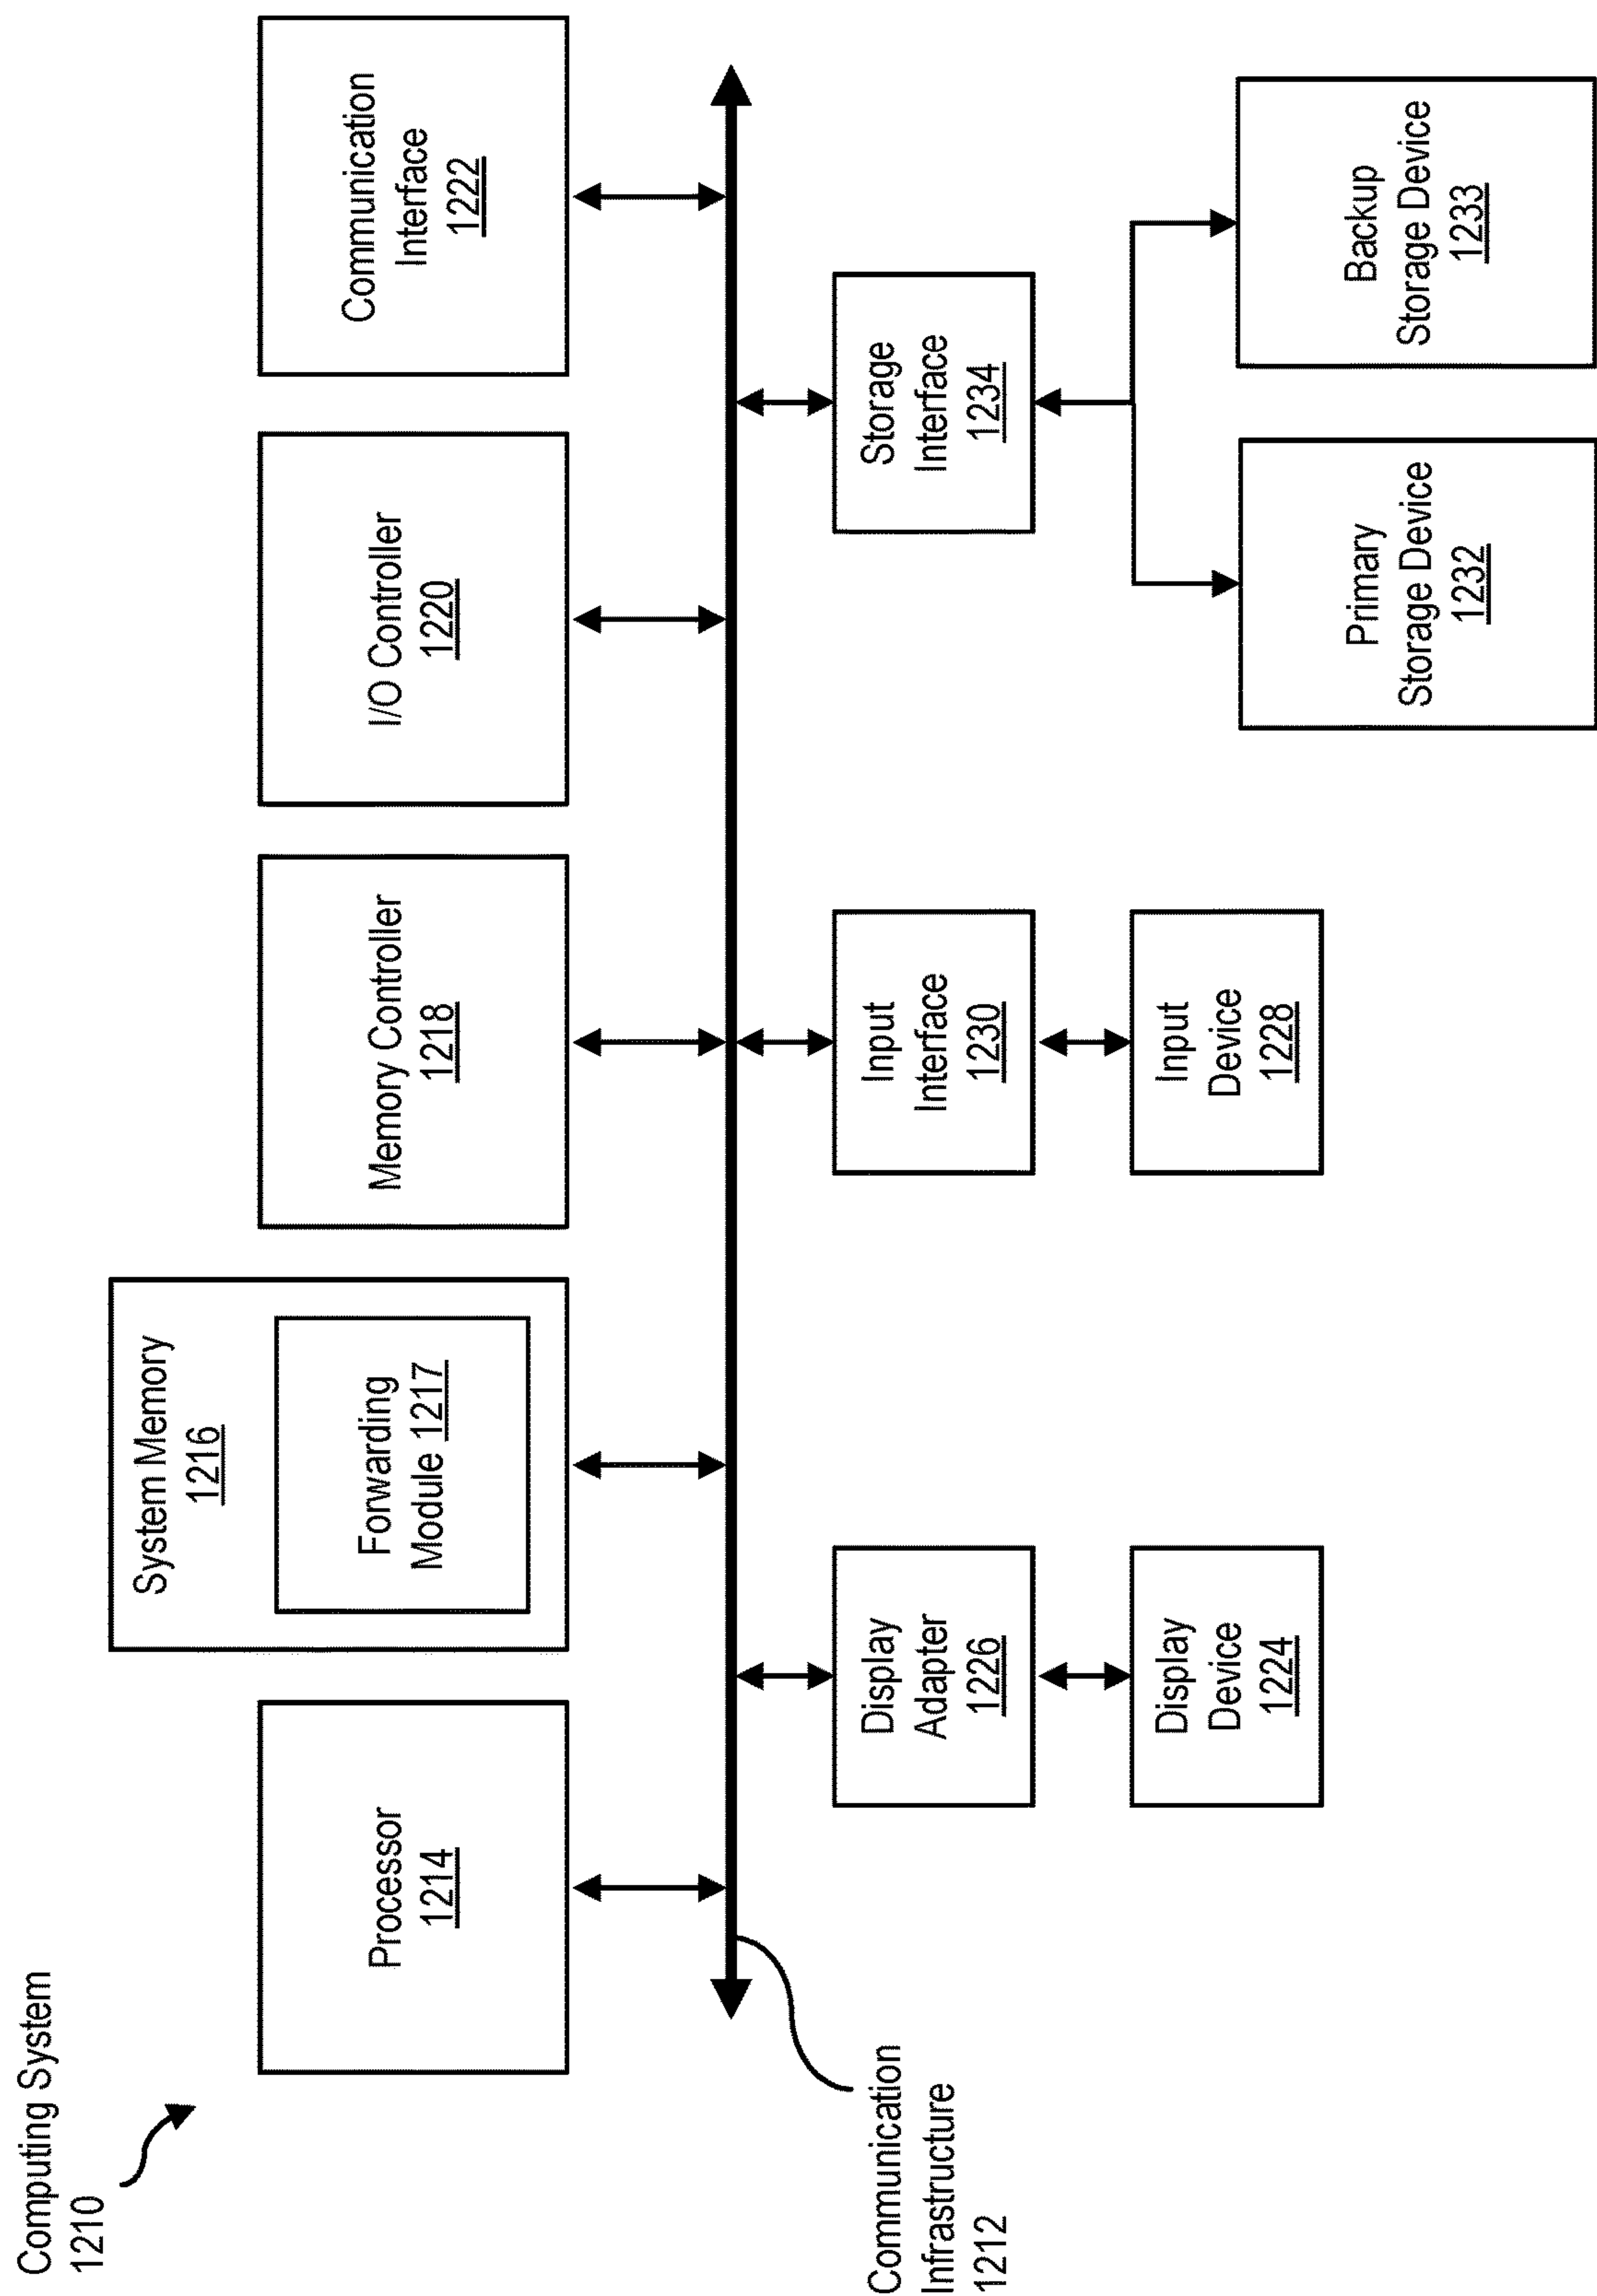 Computing System
1210
Processor
1214
System Memory
1216
Forwarding
Module 1217
Memory Controller
1218
I/O Controller
1220
Communication
Interface
1222
Communication
Infrastructure
1212
Display
Adapter
1226
Input
Interface
1230
Storage
Interface
1234
Display
Device
1224
Input
Device
1228
Primary
Storage Device
1232
Backup
Storage Device
1233